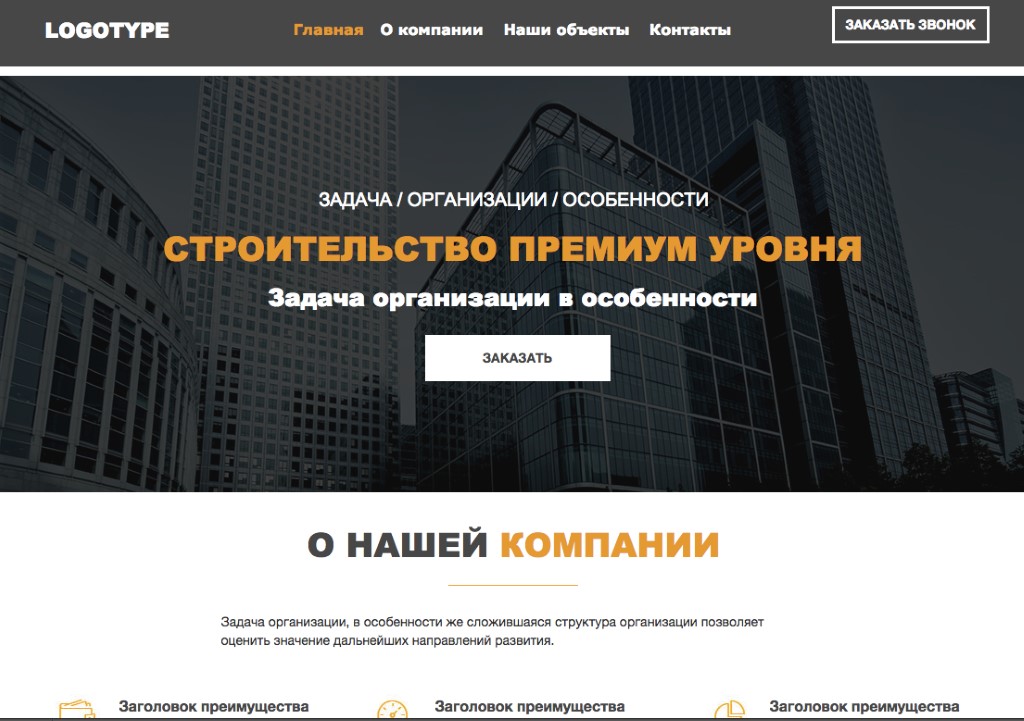 LOGOTYPE
Главная О компании Наши объекты Контакты
ЗАКАЗАТЬ ЗВОНОК
ЗАДАЧА / ОРГАНИЗАЦИИ / ОСОБЕННОСТИ
СТРОИТЕЛЬСТВО ПРЕМИУМ УРОВНЯ
Задача организации в особенности
ЗАКАЗАТЬ
О НАШЕЙ КОМПАНИИ
Задача организации, в особенности же сложившаяся структура организации позволяет
оценить значение дальнейших направлений развития.
Заголовок преимущества Заголовок преимущества Заголовок преимущества